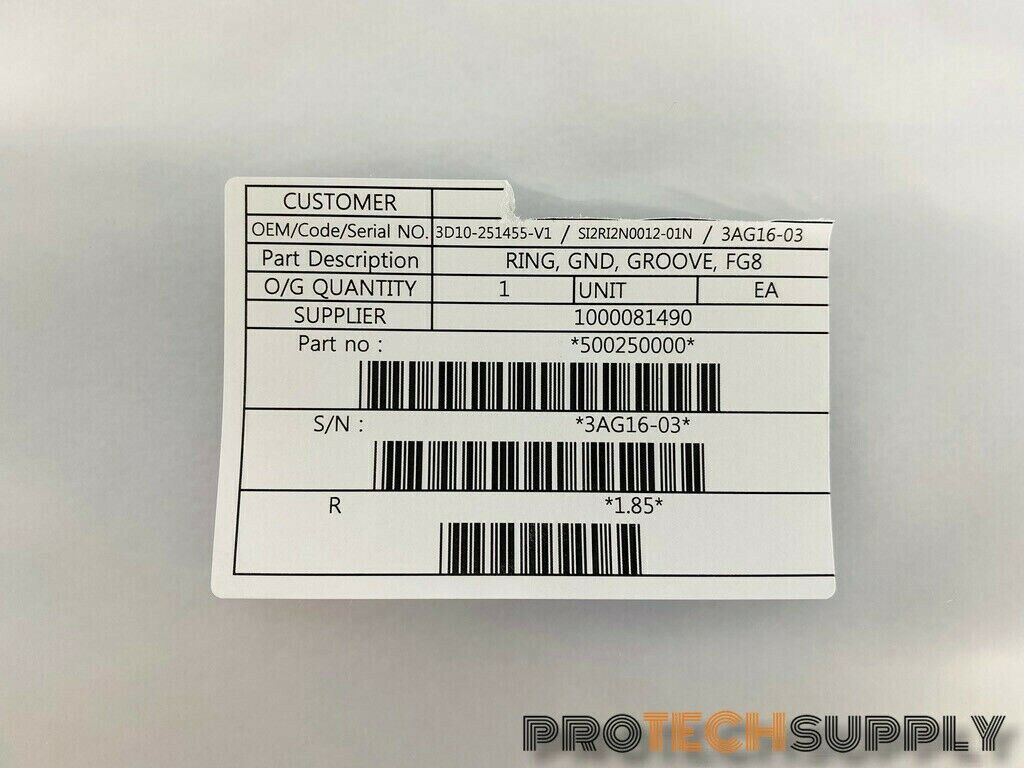 CUSTOMER
OEM/Code/Serial NO. 3D10-251455-V1 / SI2RI2N0012-01N / 3AG16-03
Part Description RING, GND, GROOVE, FG8
O/G QUANTITY 1 UNIT EA
SUPPLIER 1000081490
Part no : *500250000*
S/N : *3AG16-03*
R *1.85*
PROTECHSUPPLY